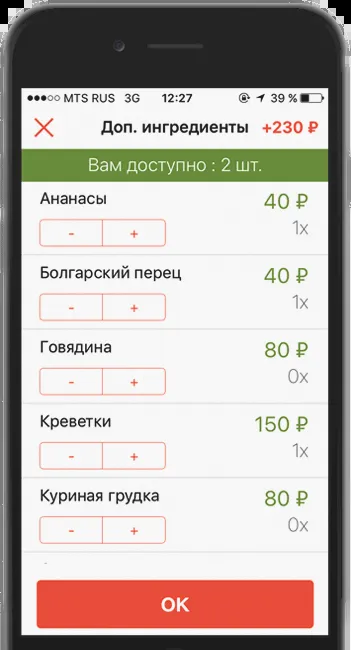 MTS RUS 3G 12:27 39 %
Доп. ингредиенты +230 ₽
Вам доступно : 2 шт.
Ананасы 40 ₽
- + 1x
Болгарский перец 40 ₽
- + 1x
Говядина 80 ₽
- + 0x
Креветки 150 ₽
- + 1x
Куриная грудка 80 ₽
- + 0x
OK